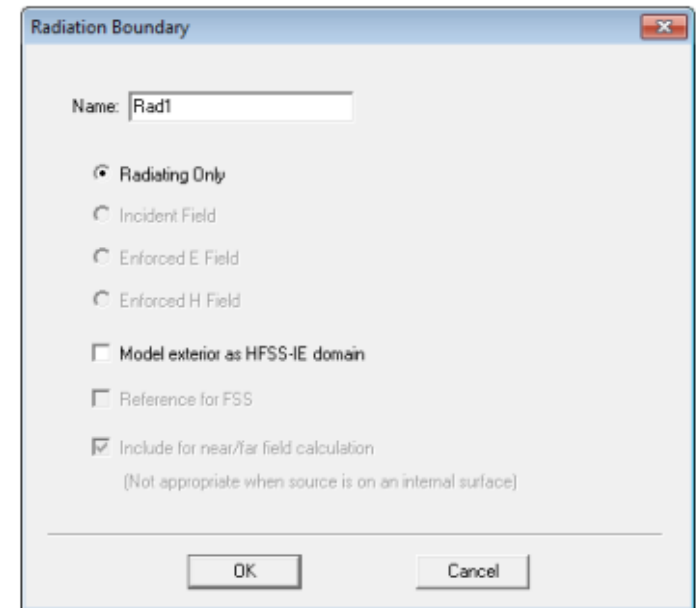 Radiation Boundary
Name: Rad1
Radiating Only
Incident Field
Enforced E Field
Enforced H Field
Model exterior as HFSS-IE domain
Reference for FSS
Include for near/far field calculation
(Not appropriate when source is on an internal surface)
OK Cancel